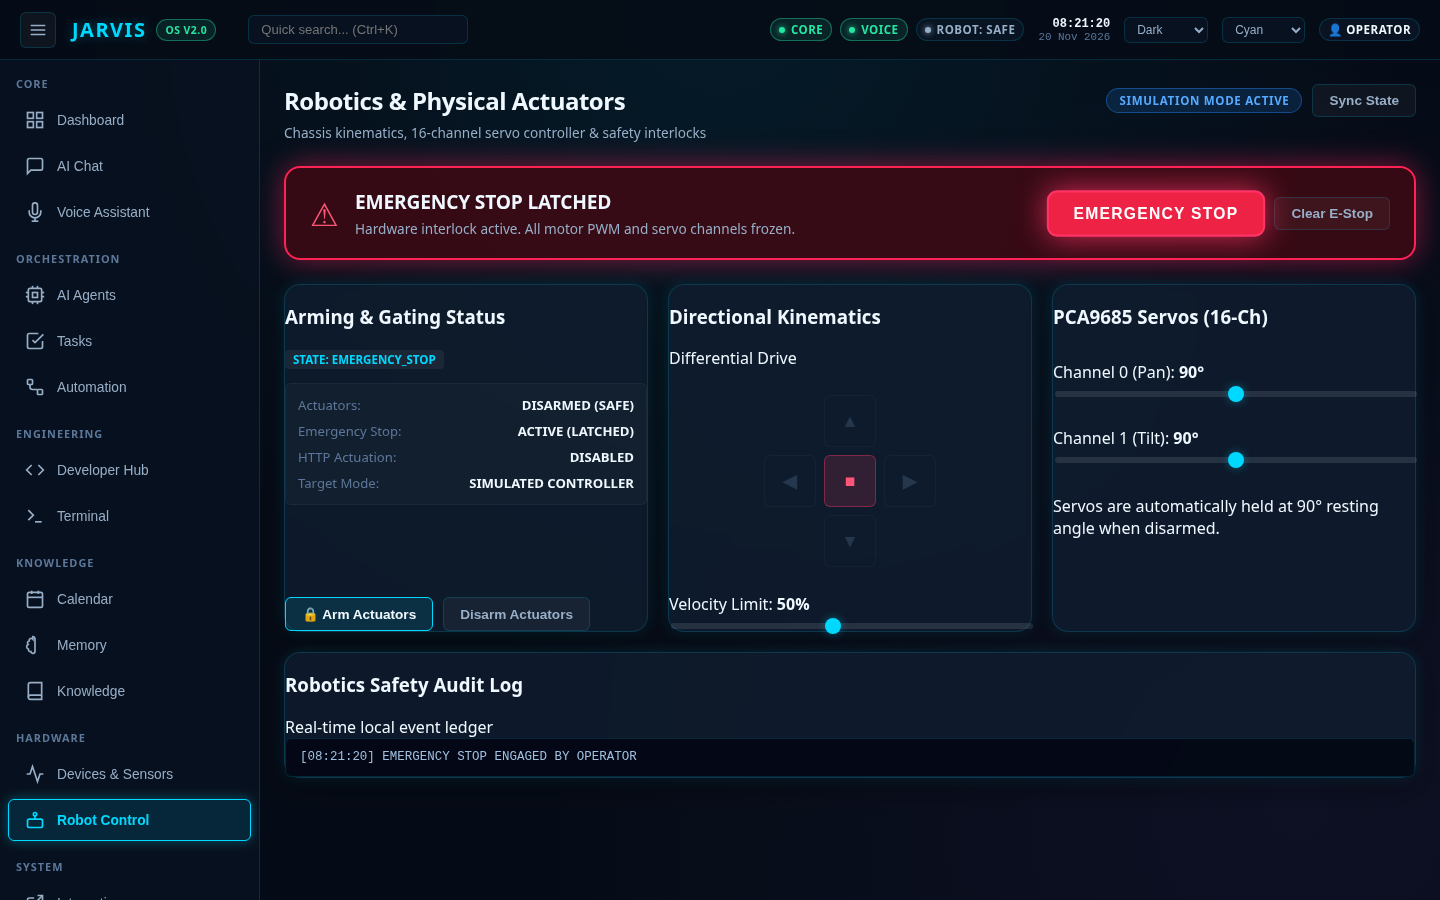 JARVIS
OS V2.0
Quick search... (Ctrl+K)
CORE
VOICE
ROBOT: SAFE
08:21:20
20 Nov 2026
Dark
Cyan
OPERATOR
CORE
Dashboard
AI Chat
Voice Assistant
ORCHESTRATION
AI Agents
Tasks
Automation
ENGINEERING
Developer Hub
Terminal
KNOWLEDGE
Calendar
Memory
Knowledge
HARDWARE
Devices & Sensors
Robot Control
SYSTEM
Robotics & Physical Actuators
Chassis kinematics, 16-channel servo controller & safety interlocks
SIMULATION MODE ACTIVE
Sync State
EMERGENCY STOP LATCHED
Hardware interlock active. All motor PWM and servo channels frozen.
EMERGENCY STOP
Clear E-Stop
Arming & Gating Status
STATE: EMERGENCY_STOP
Actuators: DISARMED (SAFE)
Emergency Stop: ACTIVE (LATCHED)
HTTP Actuation: DISABLED
Target Mode: SIMULATED CONTROLLER
Arm Actuators
Disarm Actuators
Directional Kinematics
Differential Drive
Velocity Limit: 50%
PCA9685 Servos (16-Ch)
Channel 0 (Pan): 90°
Channel 1 (Tilt): 90°
Servos are automatically held at 90° resting
angle when disarmed.
Robotics Safety Audit Log
Real-time local event ledger
[08:21:20] EMERGENCY STOP ENGAGED BY OPERATOR